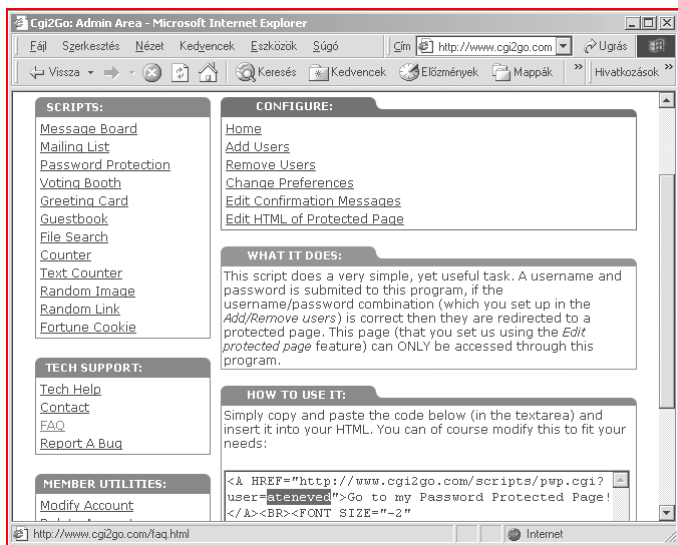 Cgi2Go: Admin Area - Microsoft Internet Explorer
Fájl Szerkesztés Nézet Kedvencek Eszközök Súgó Cím http://www.cgi2go.com Ugrás
Vissza Keresés Kedvencek Előzmények Mappák » Hivatkozások »
SCRIPTS:
Message Board
Mailing List
Password Protection
Voting Booth
Greeting Card
Guestbook
File Search
Counter
Text Counter
Random Image
Random Link
Fortune Cookie
TECH SUPPORT:
Tech Help
Contact
FAQ
Report A Bug
MEMBER UTILITIES:
Modify Account
CONFIGURE:
Home
Add Users
Remove Users
Change Preferences
Edit Confirmation Messages
Edit HTML of Protected Page
WHAT IT DOES:
This script does a very simple, yet useful task. A username and
password is submited to this program, if the
username/password combination (which you set up in the
Add/Remove users) is correct then they are redirected to a
protected page. This page (that you set us using the Edit
protected page feature) can ONLY be accessed through this
program.
HOW TO USE IT:
Simply copy and paste the code below (in the textarea) and
insert it into your HTML. You can of course modify this to fit your
needs:
<A HREF="http://www.cgi2go.com/scripts/pwp.cgi?
user=ateneved">Go to my Password Protected Page!
</A><BR><FONT SIZE="-2"
http://www.cgi2go.com/faq.html Internet